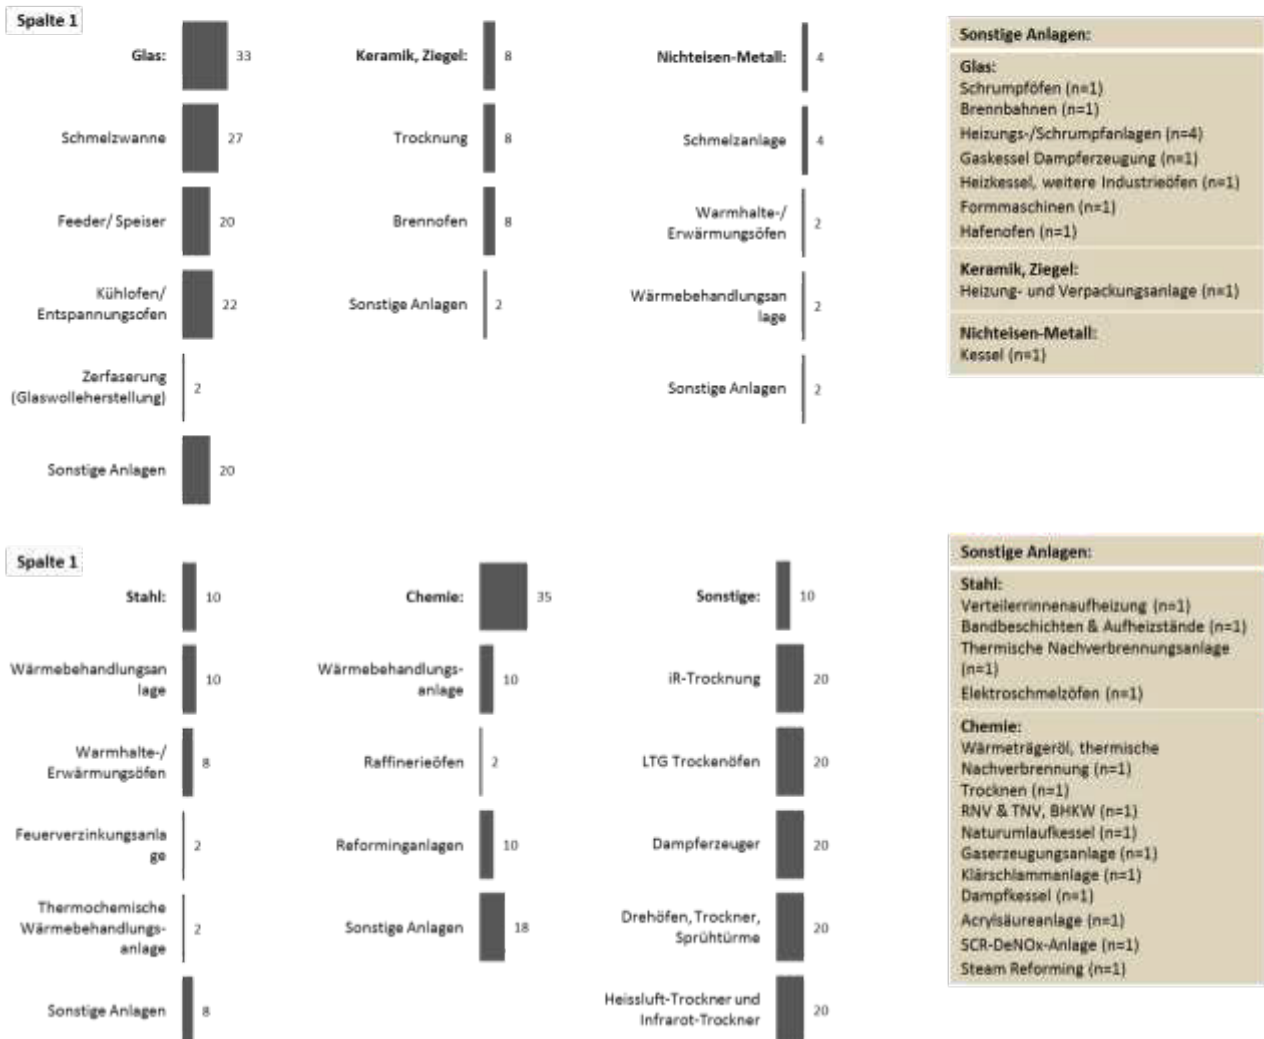 Spalte 1
Glas:
33
Schmelzwanne
27
Feeder/ Speiser
20
Kühlofen/
Entspannungsofen
22
Zerfaserung
(Glaswolleherstellung)
2
Sonstige Anlagen
20
Keramik, Ziegel:
8
Trocknung
8
Brennofen
8
Sonstige Anlagen
2
Nichteisen-Metall:
4
Schmelzanlage
4
Warmhalte-/
Erwärmungsöfen
2
Wärmebehandlungsan
lage
2
Sonstige Anlagen
2
Sonstige Anlagen:
Glas:
Schrumpföfen (n=1)
Brennbahnen (n=1)
Heizungs-/Schrumpfanlagen (n=4)
Gaskessel Dampferzeugung (n=1)
Heizkessel, weitere Industrieöfen (n=1)
Formmaschinen (n=1)
Hafenofen (n=1)
Keramik, Ziegel:
Heizung- und Verpackungsanlage (n=1)
Nichteisen-Metall:
Kessel (n=1)
Spalte 1
Stahl:
10
Wärmebehandlungsan
lage
10
Warmhalte-/
Erwärmungsöfen
8
Feuerverzinkungsanla
ge
2
Thermochemische
Wärmebehandlungs-
anlage
2
Sonstige Anlagen
8
Chemie:
35
Wärmebehandlungs-
anlage
10
Raffinerieöfen
2
Reforminganlagen
10
Sonstige Anlagen
18
Sonstige:
10
iR-Trocknung
20
LTG Trockenöfen
20
Dampferzeuger
20
Drehöfen, Trockner,
Sprühtürme
20
Heissluft-Trockner und
Infrarot-Trockner
20
Sonstige Anlagen:
Stahl:
Verteilerrinnenaufheizung (n=1)
Bandbeschichten & Aufheizstände (n=1)
Thermische Nachverbrennungsanlage
(n=1)
Elektroschmelzöfen (n=1)
Chemie:
Wärmeträgeröl, thermische
Nachverbrennung (n=1)
Trocknen (n=1)
RNV & TNV, BHKW (n=1)
Naturumlaufkessel (n=1)
Gaserzeugungsanlage (n=1)
Klärschlammanlage (n=1)
Dampfkessel (n=1)
Acrylsäureanlage (n=1)
SCR-DeNOx-Anlage (n=1)
Steam Reforming (n=1)